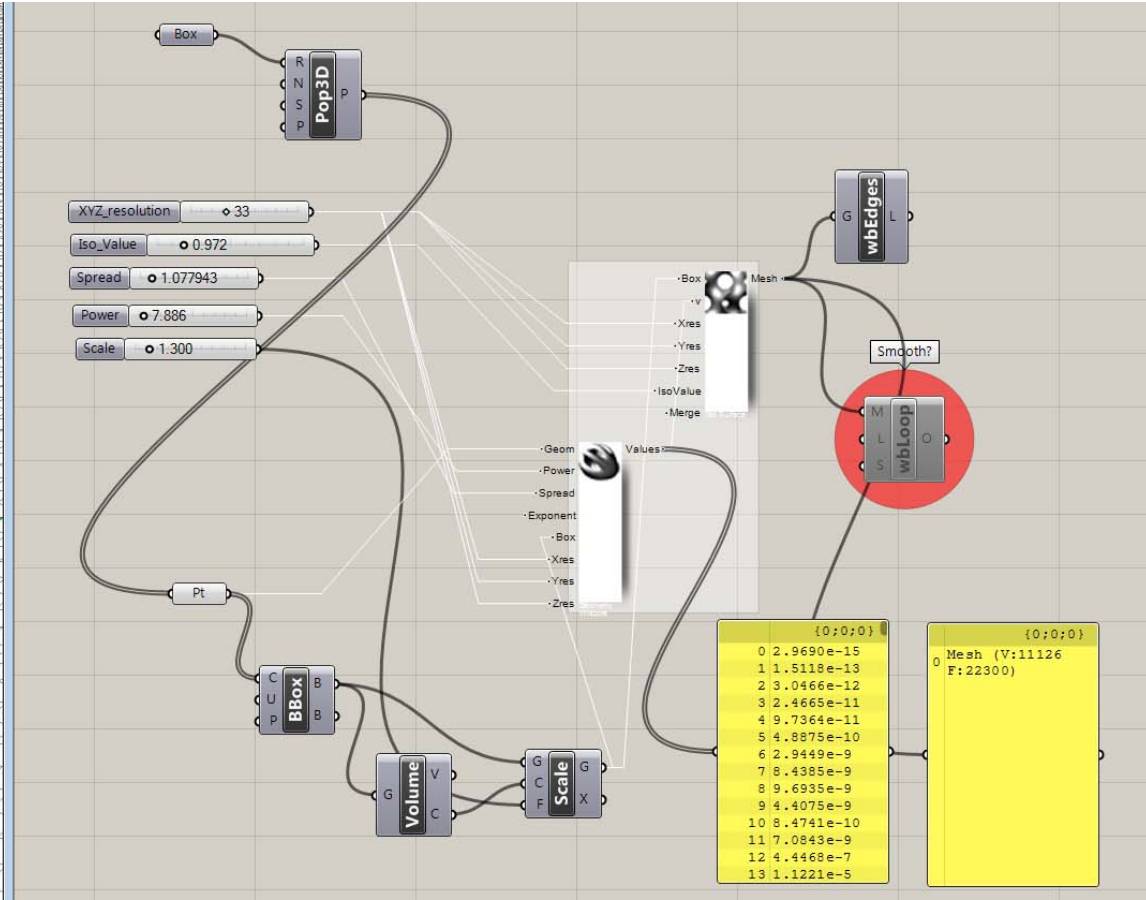 Box
R
N
S
P
Pop3D
P
XYZ_resolution 33
Iso_Value 0.972
Spread 1.077943
Power 7.886
Scale 1.300
G
wbEdges
L
Box
v
Xres
Yres
Zres
IsoValue
Merge
Mesh
Smooth?
M
L
S
wbLoop
O
Geom
Power
Spread
Exponent
Box
Xres
Yres
Zres
Values
Pt
C
U
P
BBox
B
B
G
Volume
V
C
G
C
F
Scale
G
X
{0;0;0}
0 2.9690e-15
1 1.5118e-13
2 3.0466e-12
3 2.4665e-11
4 9.7364e-11
5 4.8875e-10
6 2.9449e-9
7 8.4385e-9
8 9.6935e-9
9 4.4075e-9
10 8.4741e-10
11 7.0843e-9
12 4.4468e-7
13 1.1221e-5
{0;0;0}
0 Mesh (V:11126
F:22300)